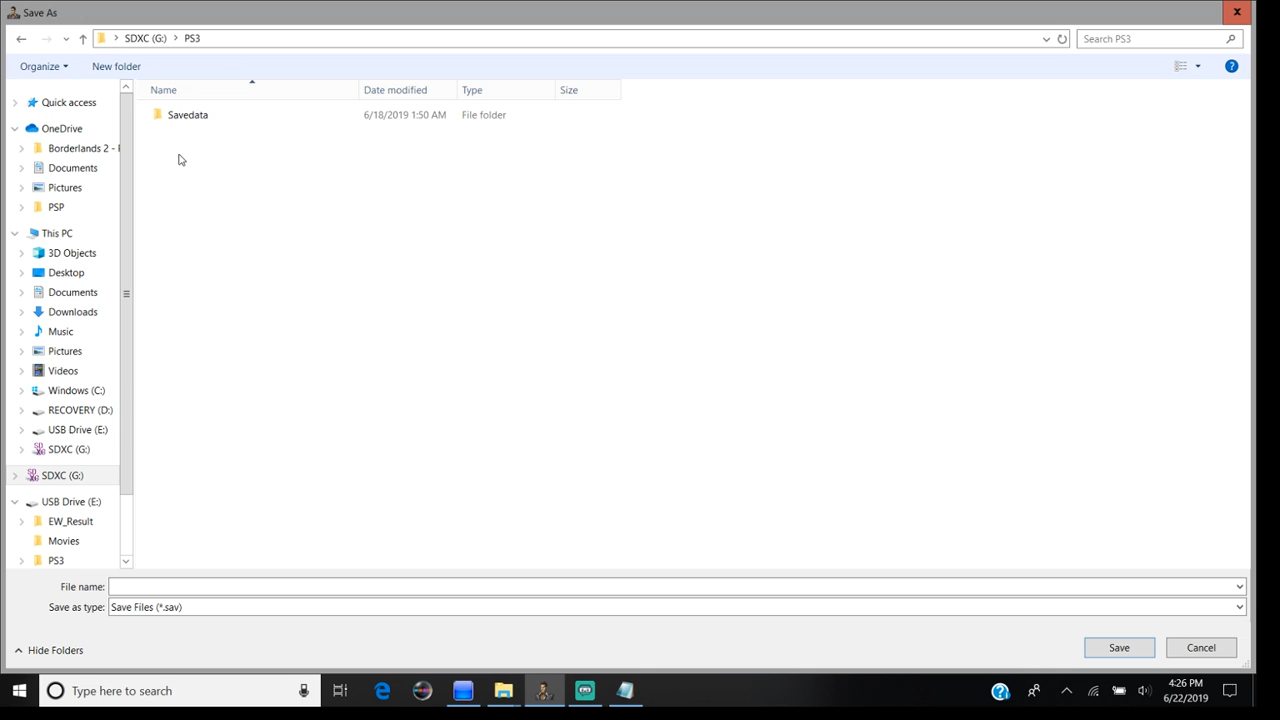 Save As
SDXC (G:) > PS3
Search PS3
Organize
New folder
Name
Date modified
Type
Size
Savedata
6/18/2019 1:50 AM
File folder
Quick access
OneDrive
Borderlands 2 -
Documents
Pictures
PSP
This PC
3D Objects
Desktop
Documents
Downloads
Music
Pictures
Videos
Windows (C:)
RECOVERY (D:)
USB Drive (E:)
SDXC (G:)
SDXC (G:)
USB Drive (E:)
EW_Result
Movies
PS3
File name:
Save as type: Save Files (*.sav)
Hide Folders
Save
Cancel
Type here to search
4:26 PM
6/22/2019